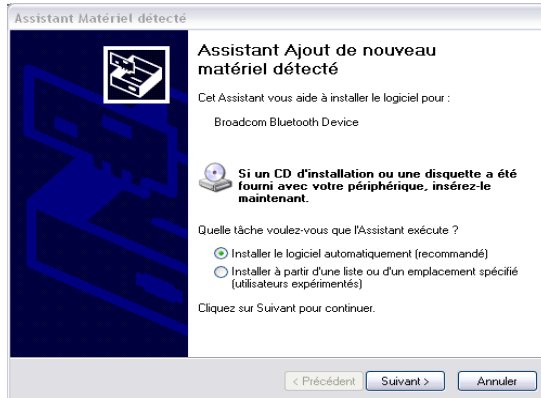 Assistant Matériel détecté
Assistant Ajout de nouveau
matériel détecté
Cet Assistant vous aide à installer le logiciel pour :
Broadcom Bluetooth Device
Si un CD d'installation ou une disquette a été
fourni avec votre périphérique, insérez-le
maintenant.
Quelle tâche voulez-vous que l'Assistant exécute ?
Installer le logiciel automatiquement (recommandé)
Installer à partir d'une liste ou d'un emplacement spécifié
(utilisateurs expérimentés)
Cliquez sur Suivant pour continuer.
< Précédent Suivant > Annuler